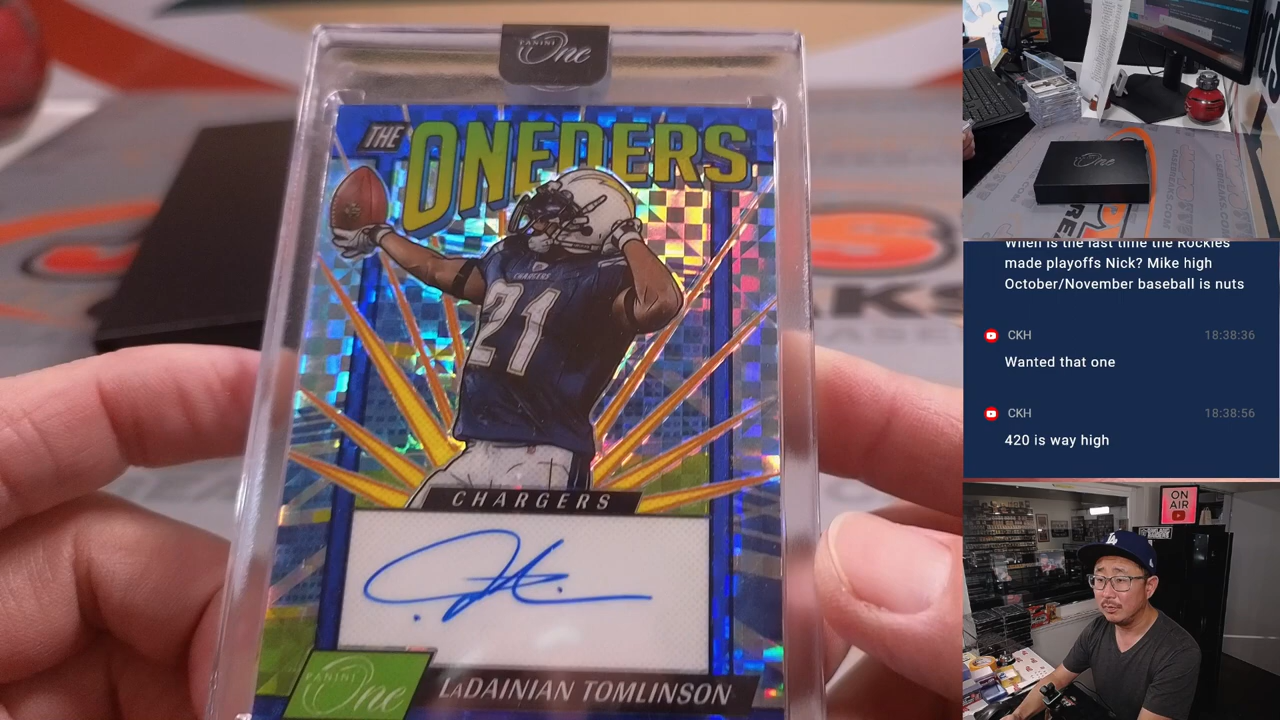 PANINI One
THE ONEDERS
CHARGERS
21
CHARGERS
PANINI One
LaDAINIAN TOMLINSON
One
When is the last time the Rockies
made playoffs Nick? Mike high
October/November baseball is nuts
CKH 18:38:36
Wanted that one
CKH 18:38:56
420 is way high
ON
AIR
LA